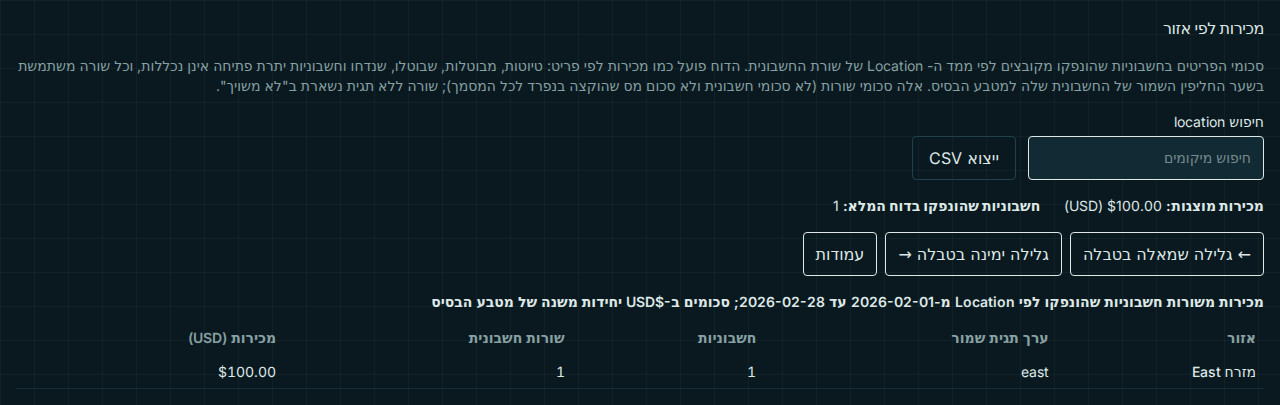 מכירות לפי אזור
סכומי הפריטים בחשבוניות שהונפקו מקובצים לפי ממד ה- Location של שורת החשבונית. הדוח פועל כמו מכירות לפי פריט: טיוטות, מבוטלות, שבוטלו, שנדחו וחשבוניות יתרת פתיחה אינן נכללות, וכל שורה משתמשת
בשער החליפין השמור של החשבונית שלה למטבע הבסיס. אלה סכומי שורות (לא סכומי חשבונית ולא סכום מס שהוקצה בנפרד לכל המסמך); שורה ללא תגית נשארת ב"לא משויך".
חיפוש location
חיפוש מיקומים
ייצוא CSV
מכירות מוצגות: $100.00 (USD) חשבוניות שהונפקו בדוח המלא: 1
← גלילה שמאלה בטבלה
גלילה ימינה בטבלה →
עמודות
מכירות משורות חשבוניות שהונפקו לפי Location מ-2026-02-01 עד 2026-02-28; סכומים ב-$USD יחידות משנה של מטבע הבסיס
אזור ערך תגית שמור חשבוניות שורות חשבונית מכירות (USD)
מזרח East east 1 1 $100.00